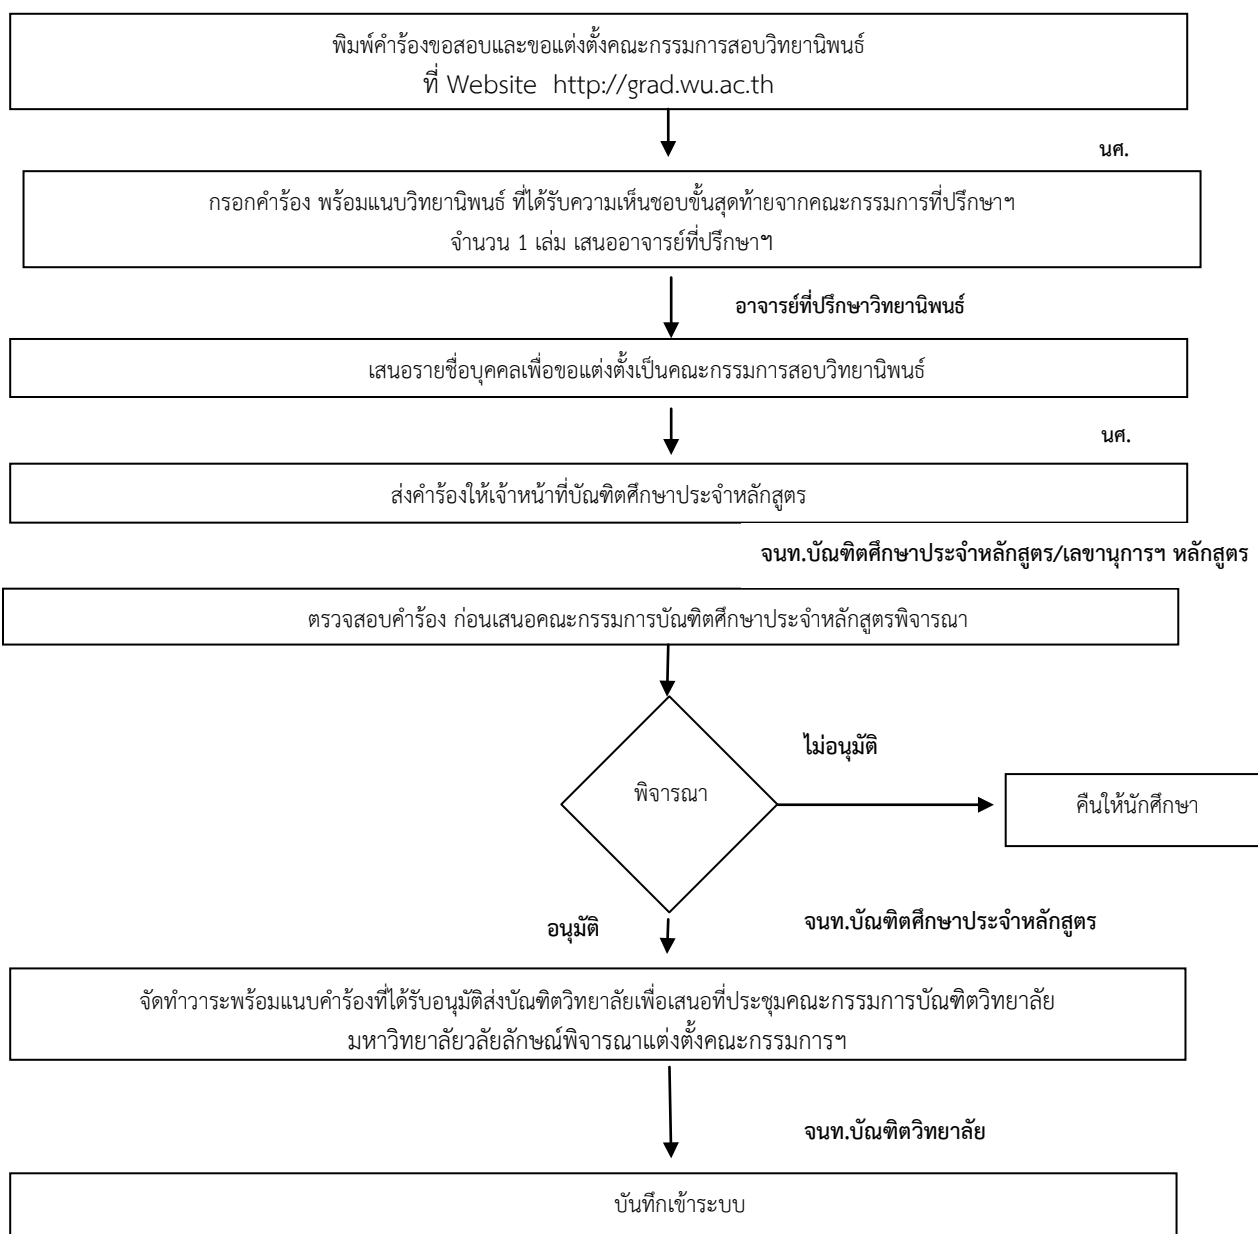 พิมพ์คำร้องขอสอบและขอแต่งตั้งคณะกรรมการสอบวิทยานิพนธ์
ที่ Website http://grad.wu.ac.th
นศ.
กรอกคำร้อง พร้อมแนบวิทยานิพนธ์ ที่ได้รับความเห็นชอบขั้นสุดท้ายจากคณะกรรมการที่ปรึกษาฯ
จำนวน 1 เล่ม เสนออาจารย์ที่ปรึกษาฯ
อาจารย์ที่ปรึกษาวิทยานิพนธ์
เสนอรายชื่อบุคคลเพื่อขอแต่งตั้งเป็นคณะกรรมการสอบวิทยานิพนธ์
นศ.
ส่งคำร้องให้เจ้าหน้าที่บัณฑิตศึกษาประจำหลักสูตร
จนท.บัณฑิตศึกษาประจำหลักสูตร/เลขานุการฯ หลักสูตร
ตรวจสอบคำร้อง ก่อนเสนอคณะกรรมการบัณฑิตศึกษาประจำหลักสูตรพิจารณา
ไม่อนุมัติ
พิจารณา
คืนให้นักศึกษา
อนุมัติ
จนท.บัณฑิตศึกษาประจำหลักสูตร
จัดทำวาระพร้อมแนบคำร้องที่ได้รับอนุมัติส่งบัณฑิตวิทยาลัยเพื่อเสนอที่ประชุมคณะกรรมการบัณฑิตวิทยาลัย
มหาวิทยาลัยวลัยลักษณ์พิจารณาแต่งตั้งคณะกรรมการฯ
จนท.บัณฑิตวิทยาลัย
บันทึกเข้าระบบ